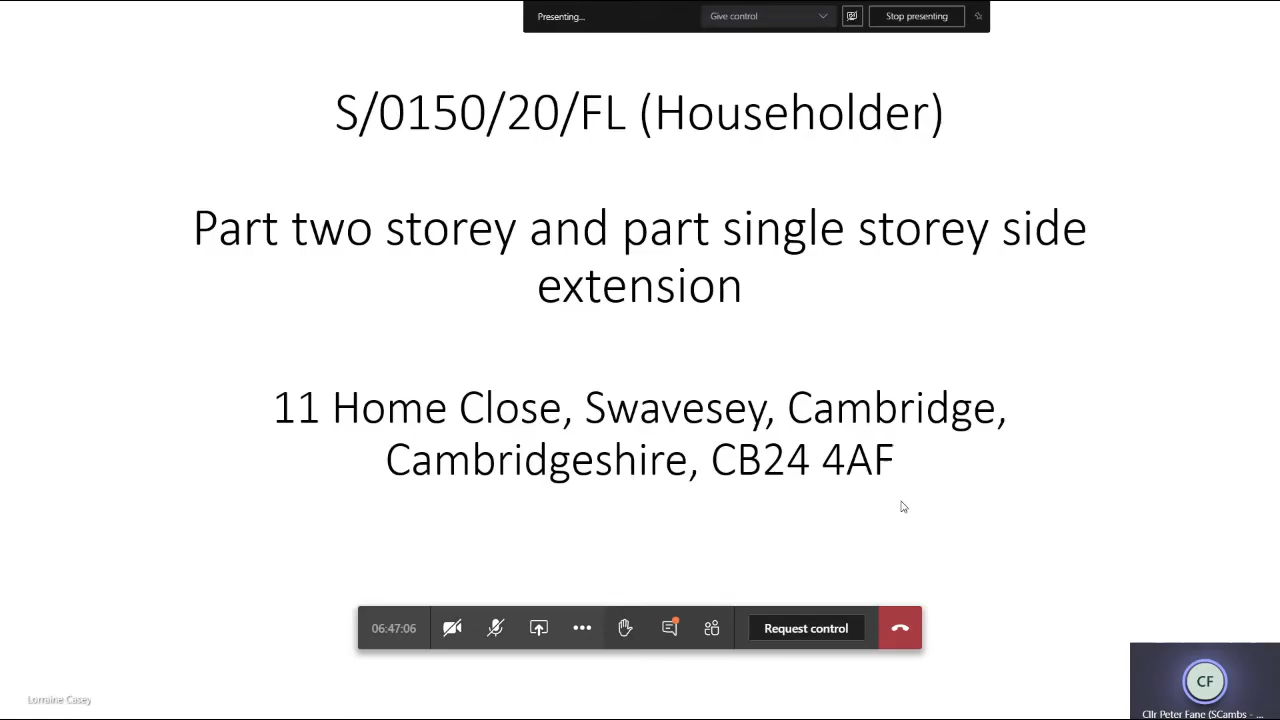 Presenting...
Give control
Stop presenting
S/0150/20/FL (Householder)
Part two storey and part single storey side
extension
11 Home Close, Swavesey, Cambridge,
Cambridgeshire, CB24 4AF
06:47:06
Request control
Lorraine Casey
CF
Cllr Peter Fane (SCambs - ...